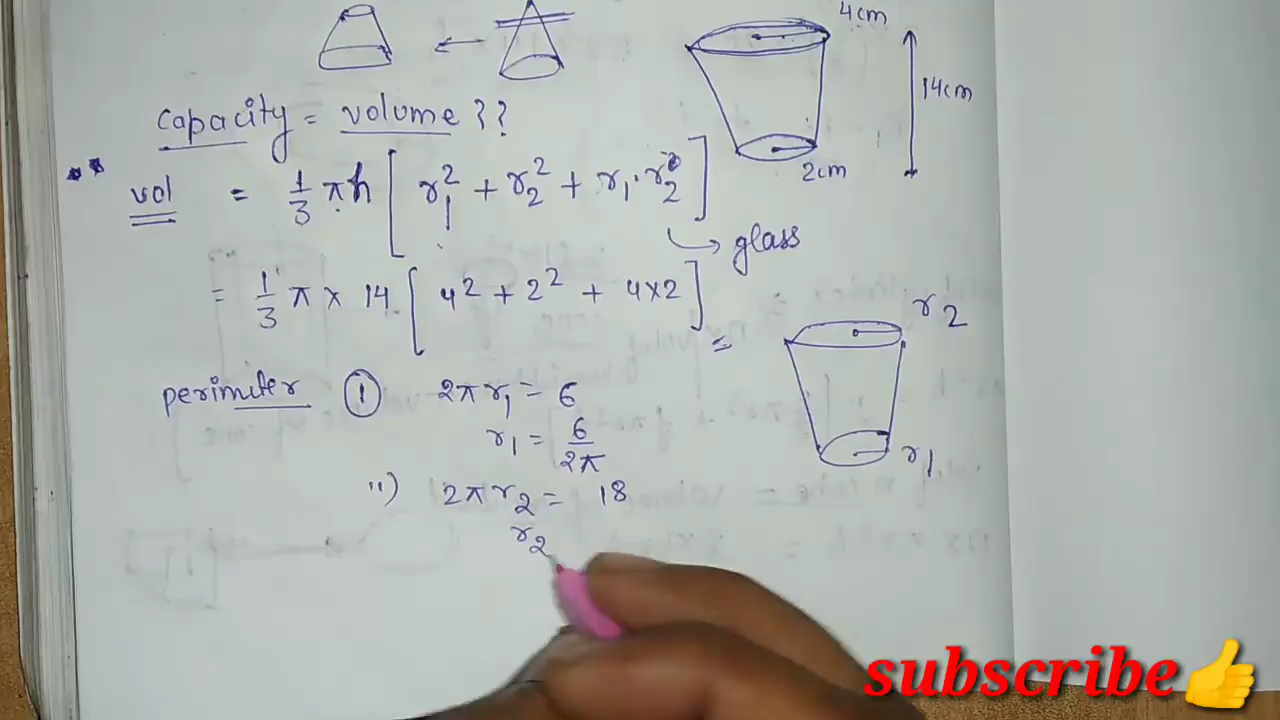 4cm
14cm
2cm
capacity = volume ??
vol = 1/3 πh [ r₁² + r₂² + r₁.r₂ ]
glass
= 1/3 π x 14 [ 4² + 2² + 4x2 ] =
r2
r1
perimeter ① 2πr₁ = 6
r₁ = 6/2π
ıı) 2πr₂ = 18
r₂
subscribe